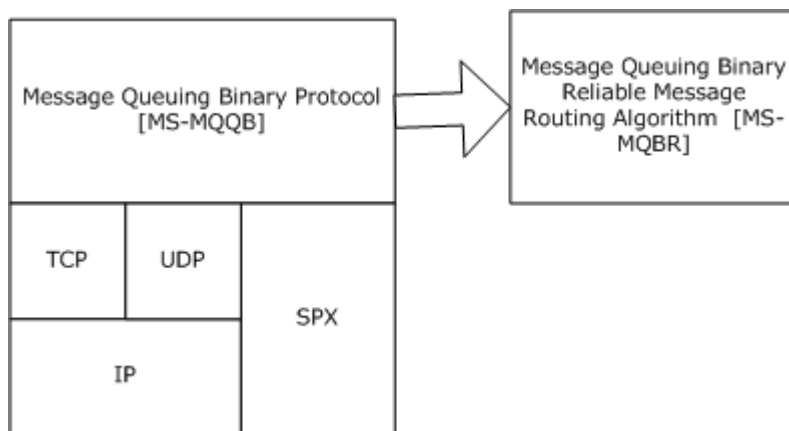 Message Queuing Binary Protocol
[MS-MQQB]
Message Queuing Binary
Reliable Message
Routing Algorithm [MS-
MQBR]
TCP
UDP
SPX
IP